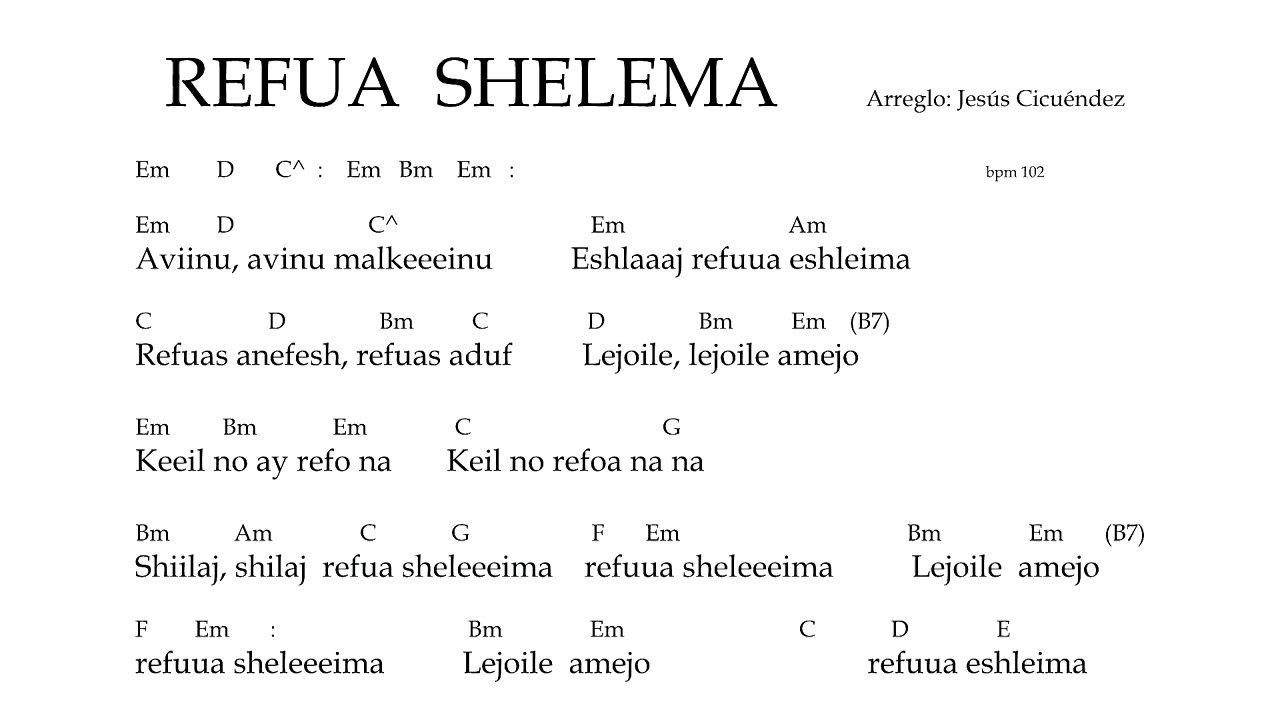 REFUA SHELEMA Arreglo: Jesús Cicuéndez
Em D C^ : Em Bm Em : bpm 102
Em D C^ Em Am
Aviinu, avinu malkeeeinu Eshlaaaj refuua eshleima
C D Bm C D Bm Em (B7)
Refuas anefesh, refuas aduf Lejoile, lejoile amejo
Em Bm Em C G
Keeil no ay refo na Keil no refoa na na
Bm Am C G F Em Bm Em (B7)
Shiilaj, shilaj refua sheleeeima refuua sheleeeima Lejoile amejo
F Em : Bm Em C D E
refuua sheleeeima Lejoile amejo refuua eshleima